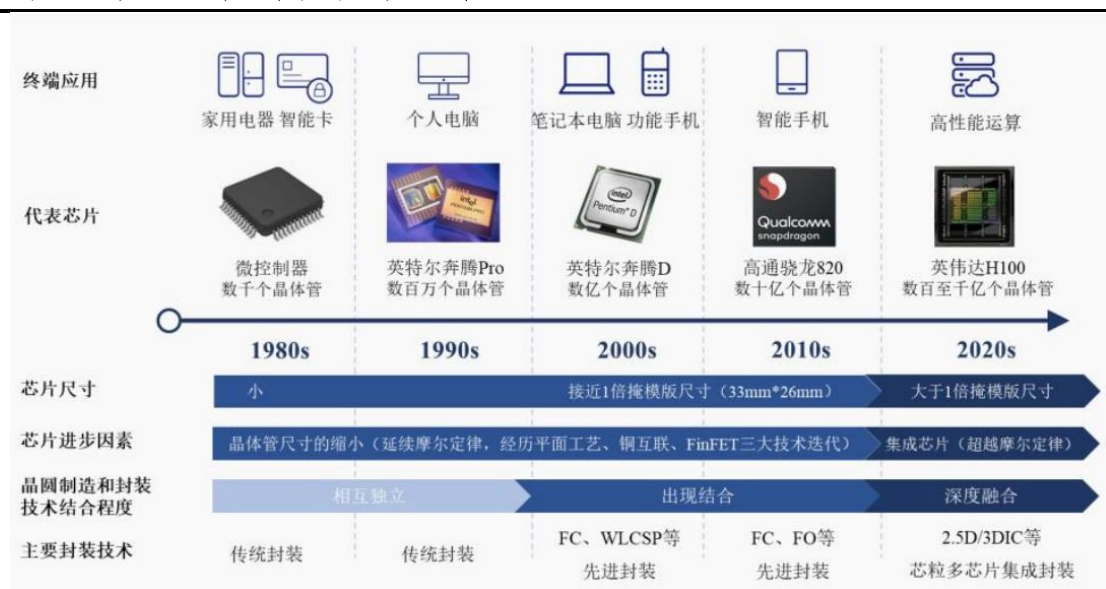 终端应用
家用电器 智能卡
个人电脑
笔记本电脑 功能手机
智能手机
高性能运算
代表芯片
intel
PENTIUM PRO
intel
Pentium® D
Qualcomm
snapdragon
微控制器
数千个晶体管
英特尔奔腾Pro
数百万个晶体管
英特尔奔腾D
数亿个晶体管
高通骁龙820
数十亿个晶体管
英伟达H100
数百至千亿个晶体管
1980s
1990s
2000s
2010s
2020s
芯片尺寸
小
接近1倍掩模版尺寸（33mm*26mm）
大于1倍掩模版尺寸
芯片进步因素
晶体管尺寸的缩小（延续摩尔定律，经历平面工艺、铜互联、FinFET三大技术迭代）
集成芯片（超越摩尔定律）
晶圆制造和封装
技术结合程度
相互独立
出现结合
深度融合
主要封装技术
传统封装
传统封装
FC、WLCSP等
先进封装
FC、FO等
先进封装
2.5D/3DIC等
芯粒多芯片集成封装